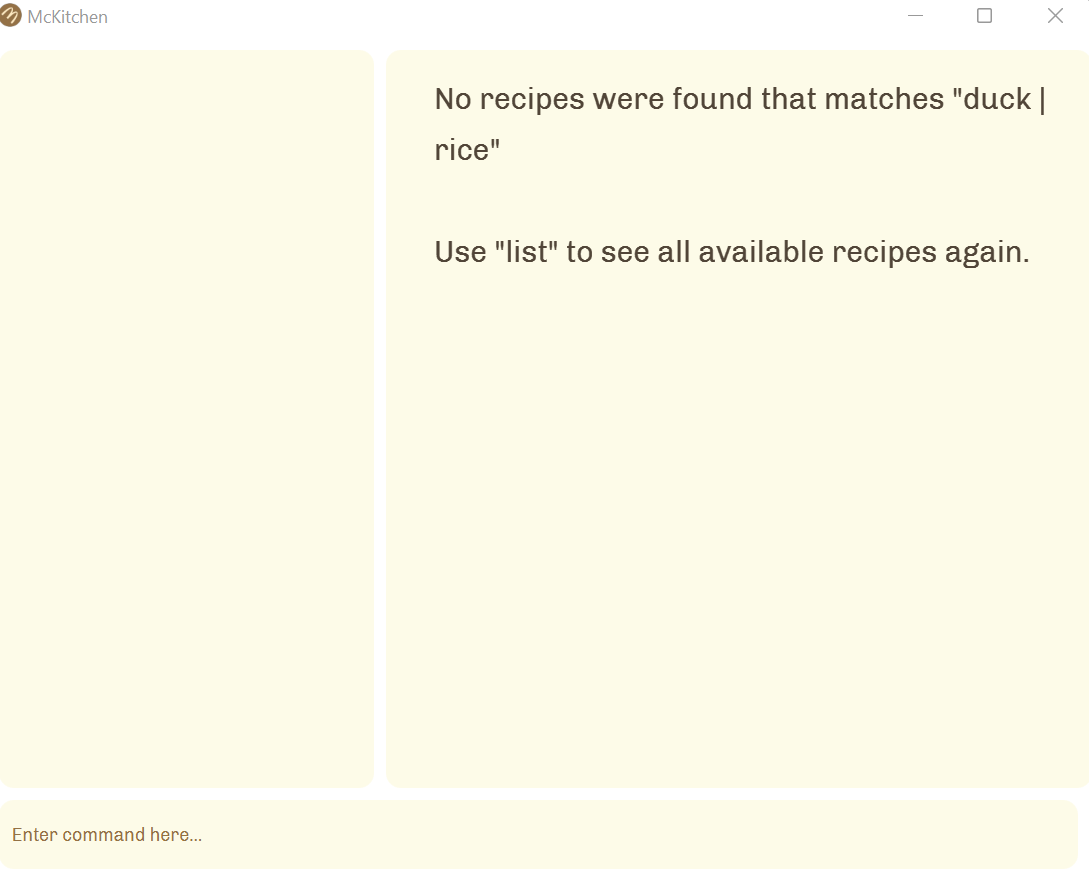 McKitchen
No recipes were found that matches "duck |
rice"
Use "list" to see all available recipes again.
Enter command here...